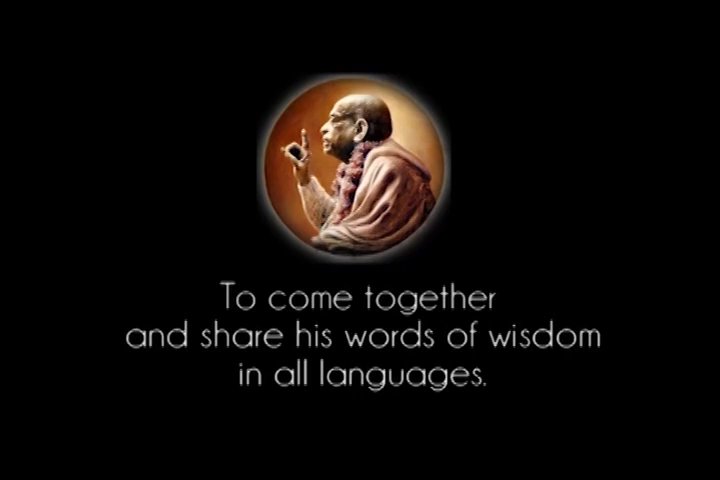 To come together
and share his words of wisdom
in all languages.